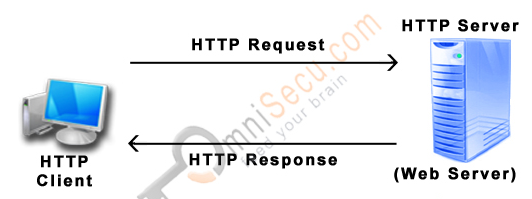 HTTP Server
HTTP Request
OmniSecu.com
feed your brain
HTTP Response
HTTP
Client
(Web Server)